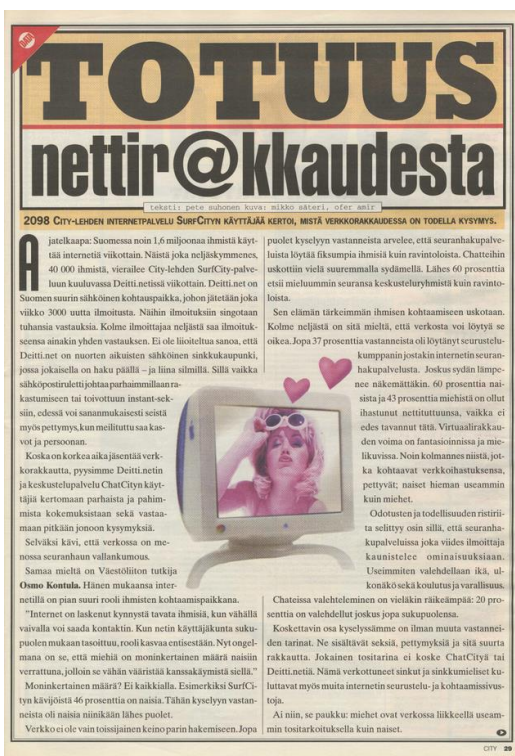 TOTUUS
nettir@kkaudesta
teksti: pete suhonen kuva: mikko säteri, ofer amir
2098 CITY-LEHDEN INTERNETPALVELU SURFCITYN KÄYTTÄJÄÄ KERTOI, MISTÄ VERKKORAKKAUDESSA ON TODELLA KYSYMYS.
Ajatelkaapa: Suomessa noin 1,6 miljoonaa ihmistä käyt-
tää internetiä viikottain. Näistä joka neljäskymmenes,
40 000 ihmistä, vierailee City-lehden SurfCity-palve-
luun kuuluvassa Deitti.netissä viikottain. Deitti.net on
Suomen suurin sähköinen kohtauspaikka, johon jätetään joka
viikko 3000 uutta ilmoitusta. Näihin ilmoituksiin singotaan
tuhansia vastauksia. Kolme ilmoittajaa neljästä saa ilmoituk-
seensa ainakin yhden vastauksen. Ei ole liioiteltua sanoa, että
Deitti.net on nuorten aikuisten sähköinen sinkkukaupunki,
jossa jokaisella on haku päällä – ja liina silmillä. Sillä vaikka
sähköpostiruletti johtaa parhaimmillaan ra-
kastumiseen tai toivottuun instant-sek-
siin, edessä voi sananmukaisesti seistä
myös pettymys, kun meilituttu saa kas-
vot ja persoonan.
Koska on korkea aika jäsentää verk-
korakkautta, pyysimme Deitti.netin
ja keskustelupalvelu ChatCityn käyt-
täjiä kertomaan parhaista ja pahim-
mista kokemuksistaan sekä vastaa-
maan pitkään jonoon kysymyksiä.
Selväksi kävi, että verkossa on me-
nossa seuranhaun vallankumous.
Samaa mieltä on Väestöliiton tutkija
Osmo Kontula. Hänen mukaansa inter-
netillä on pian suuri rooli ihmisten kohtaamispaikkana.
"Internet on laskenut kynnystä tavata ihmisiä, kun vähällä
vaivalla voi saada kontaktin. Kun netin käyttäjäkunta suku-
puolen mukaan tasoittuu, rooli kasvaa entisestään. Nyt ongel-
mana on se, että miehiä on moninkertainen määrä naisiin
verrattuna, jolloin se vähän vääristää kanssakäymistä siellä."
Moninkertainen määrä? Ei kaikkialla. Esimerkiksi SurfCi-
tyn kävijöistä 46 prosenttia on naisia. Tähän kyselyyn vastan-
neista oli naisia niinikään lähes puolet.
Verkko ei ole vain toissijainen keino parin hakemiseen. Jopa
puolet kyselyyn vastanneista arvelee, että seuranhakupalve-
luista löytyy fiksumpia ihmisiä kuin ravintoloista. Chatteihin
uskottiin vielä suuremmalla sydämellä. Lähes 60 prosenttia
etsii mieluummin seuransa keskusteluryhmistä kuin ravinto-
loista.
Sen elämän tärkeimmän ihmisen kohtaamiseen uskotaan.
Kolme neljästä on sitä mieltä, että verkosta voi löytyä se
oikea. Jopa 37 prosenttia vastanneista oli löytänyt seurustelu-
kumppanin jostakin internetin seuran-
hakupalvelusta. Joskus sydän lämpe-
nee näkemättäkin. 60 prosenttia nai-
sista ja 43 prosenttia miehistä on ollut
ihastunut nettituttuunsa, vaikka ei
edes tavannut tätä. Virtuaalirakkau-
den voima on fantasioinnissa ja mie-
likuvissa. Noin kolmannes niistä, jot-
ka kohtaavat verkkoihastuksensa,
pettyvät; naiset hieman useammin
kuin miehet.
Odotusten ja todellisuuden ristirii-
ta selittyy osin sillä, että seuranha-
kupalveluissa joka viides ilmoittaja
kaunistelee ominaisuuksiaan.
Useimmiten valehdellaan ikä, ul-
konäkö sekä koulutus ja varallisuus.
Chateissa valehteleminen on vieläkin räikeämpää: 20 pro-
senttia on valehdellut joskus jopa sukupuolensa.
Koskettavin osa kyselyssämme on ilman muuta vastannei-
den tarinat. Ne sisältävät seksiä, pettymyksiä ja sitä suurta
rakkautta. Jokainen tositarina ei koske ChatCityä tai
Deitti.netiä. Nämä verkottuneet sinkut ja sinkkumieliset ku-
luttavat myös muita internetin seurustelu- ja kohtaamissivus-
toja.
Ai niin, se paukku: miehet ovat verkossa liikkeellä useam-
min tositarkoituksella kuin naiset.
CITY 29